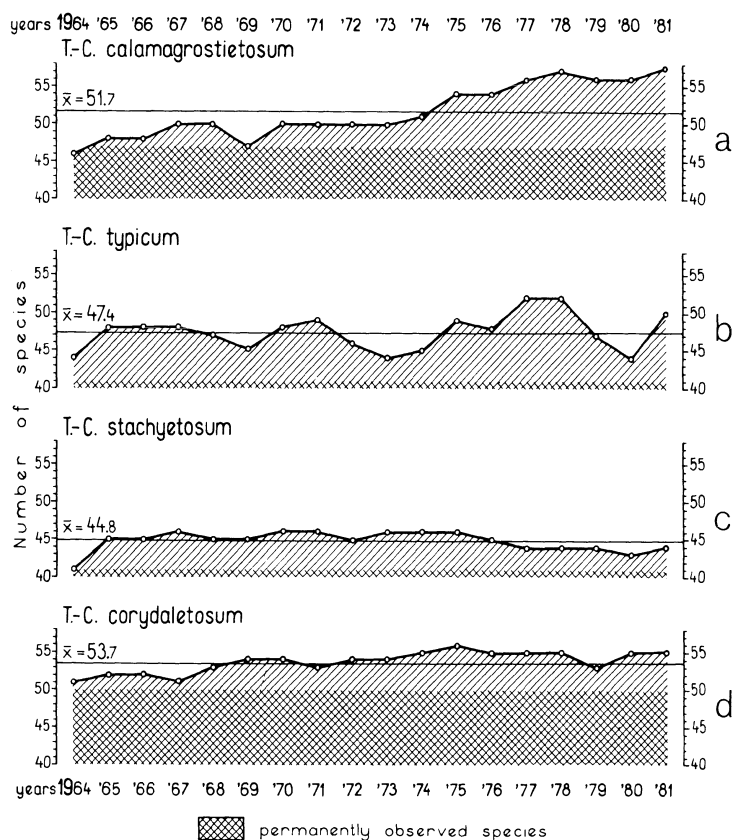 years 1964 '65 '66 '67 '68 '69 '70 '71 '72 '73 '74 '75 '76 '77 '78 '79 '80 '81
T.-C. calamagrostietosum
x̄ = 51.7
55
50
45
40
55
50
45
40
a
T.-C. typicum
x̄ = 47.4
55
50
45
40
55
50
45
40
b
Number of species
T.-C. stachyetosum
x̄ = 44.8
55
50
45
40
55
50
45
40
c
T.-C. corydaletosum
x̄ = 53.7
55
50
45
40
55
50
45
40
d
years 1964 '65 '66 '67 '68 '69 '70 '71 '72 '73 '74 '75 '76 '77 '78 '79 '80 '81
permanently observed species